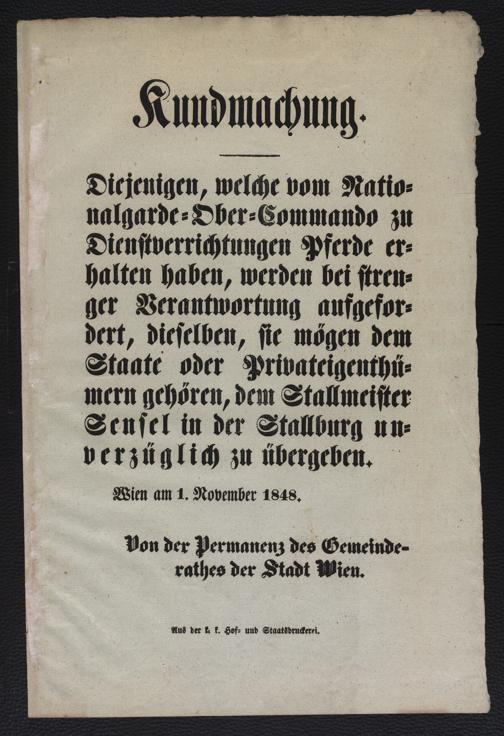 Kundmachung.
Diejenigen, welche vom Natio-
nalgarde-Ober-Commando zu
Dienstverrichtungen Pferde er-
halten haben, werden bei stren-
ger Verantwortung aufgefor-
dert, dieselben, sie mögen dem
Staate oder Privateigenthü-
mern gehören, dem Stallmeister
Sensel in der Stallburg un-
verzüglich zu übergeben.
Wien am 1. November 1848.
Von der Permanenz des Gemeinde-
rathes der Stadt Wien.
Aus der k. k. Hof- und Staatsdruckerei.